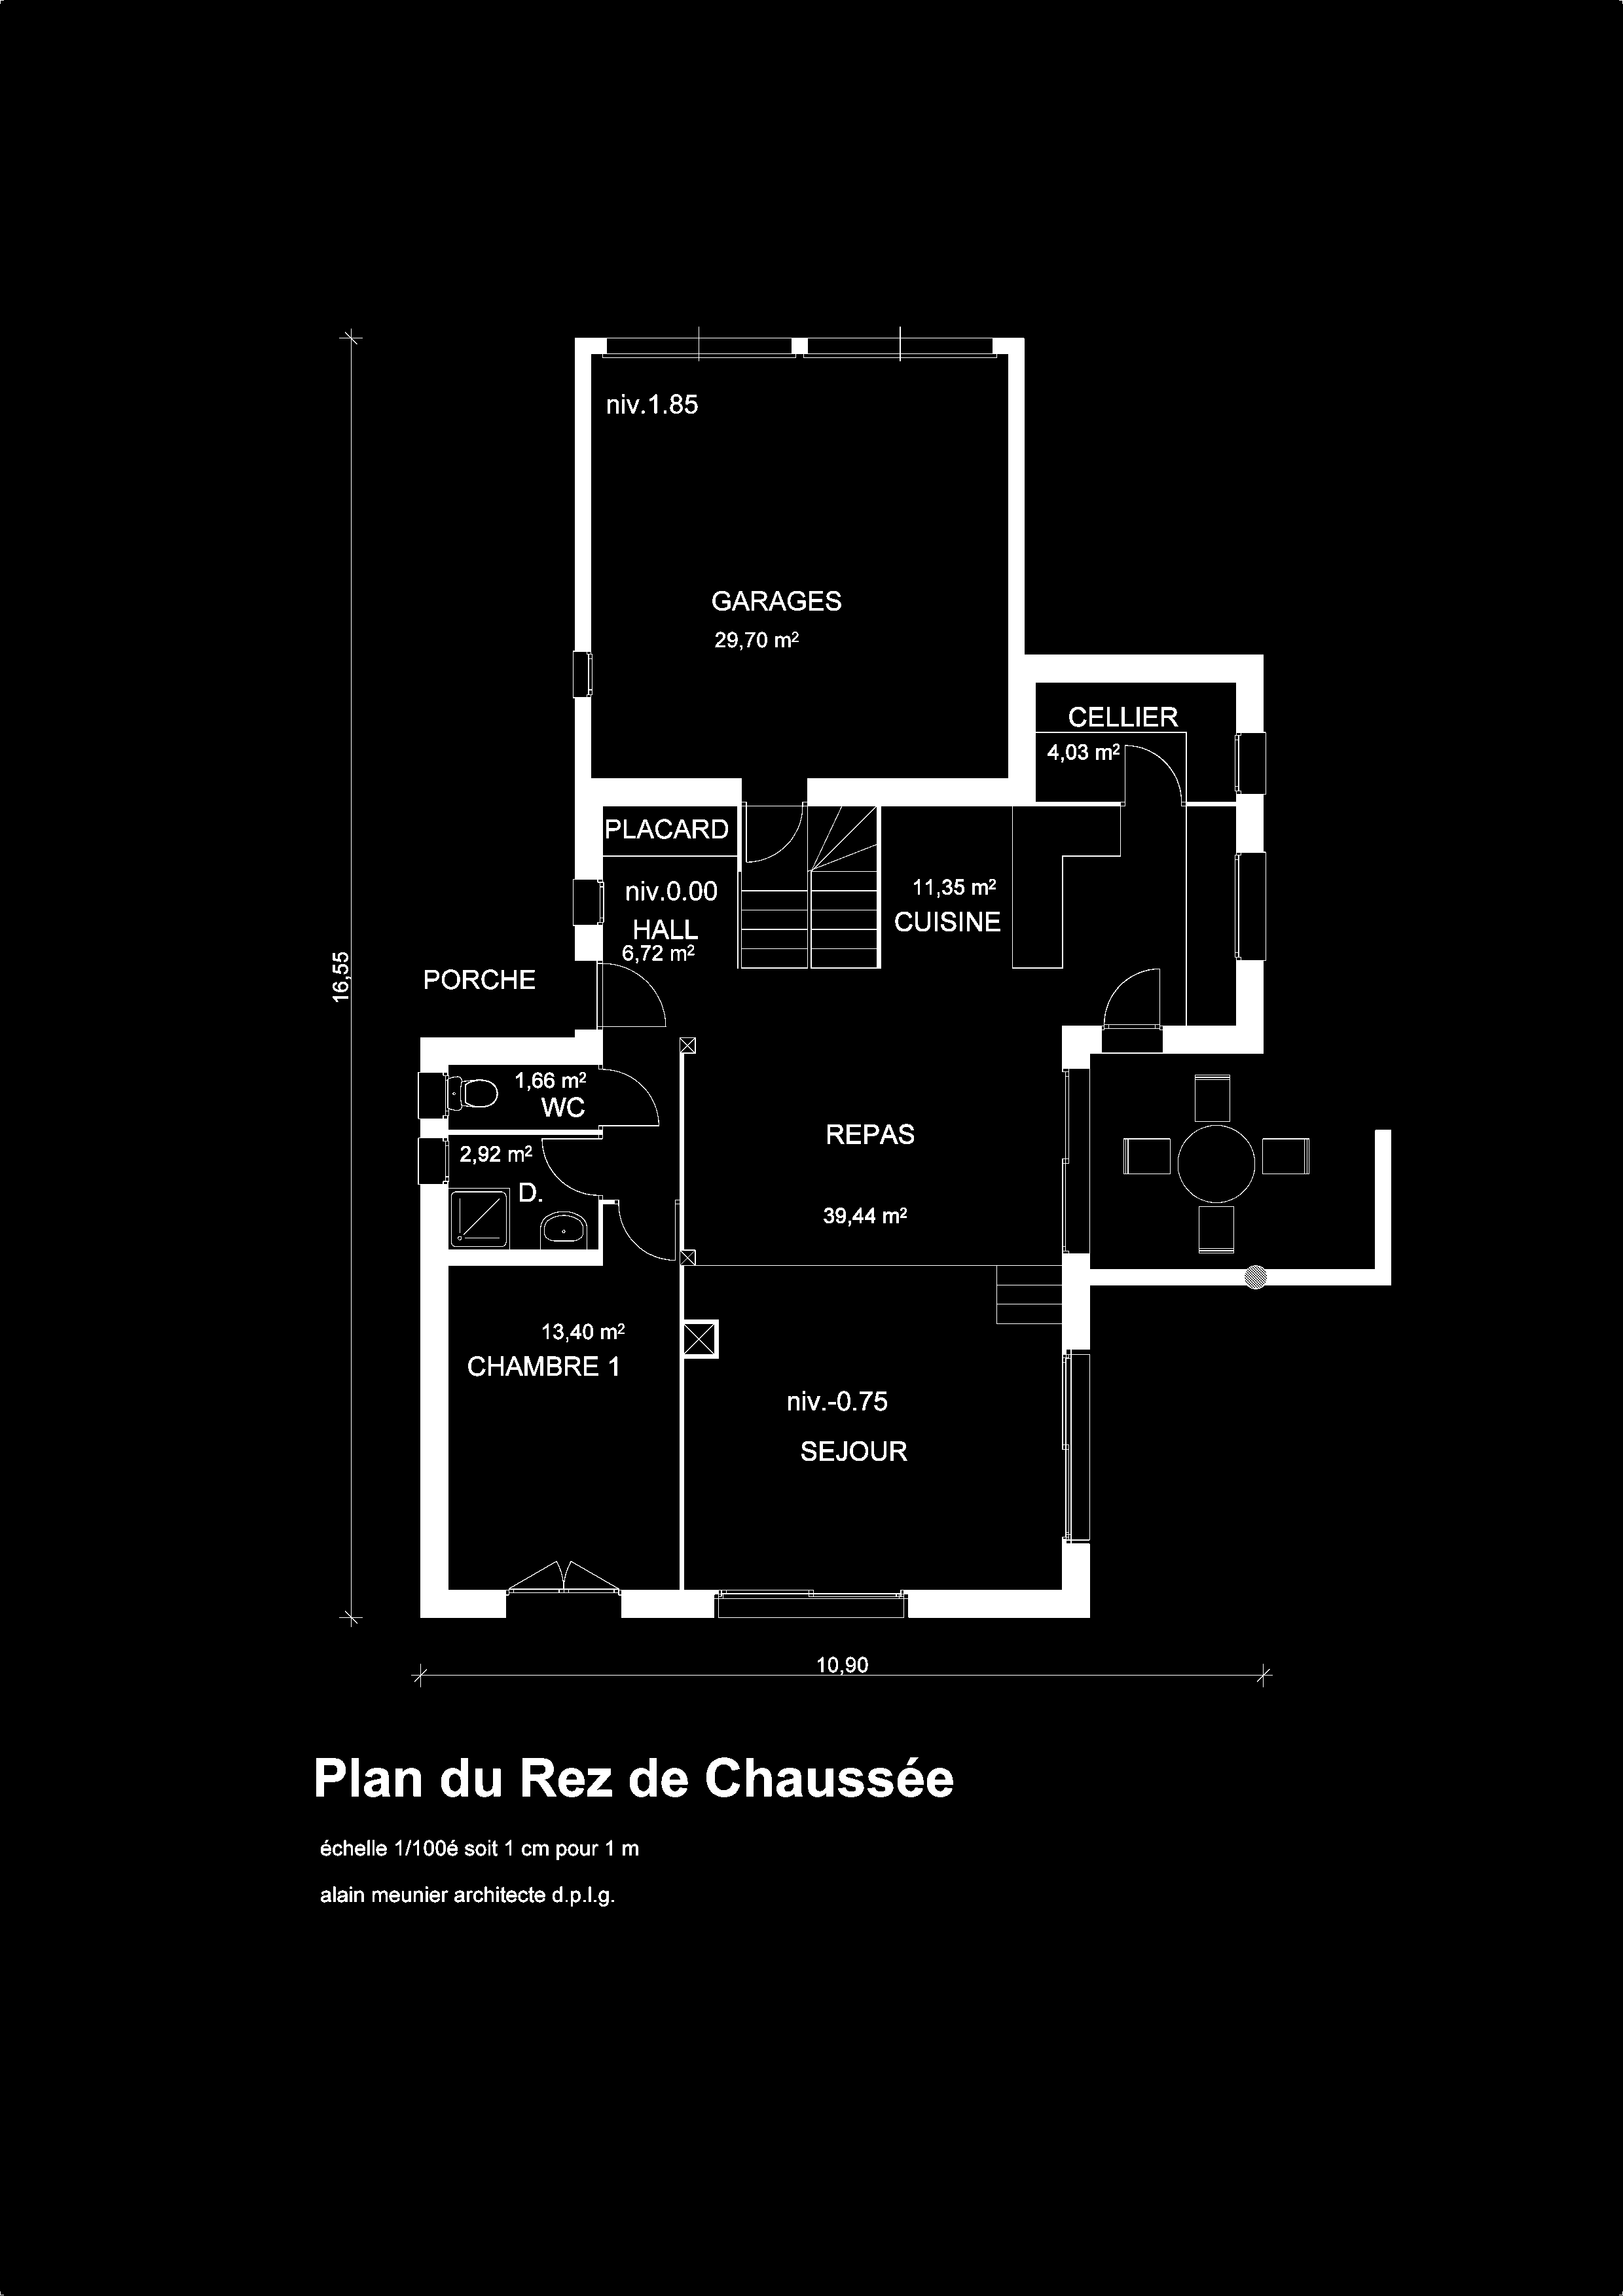 niv.1.85
GARAGES
29,70 m²
CELLIER
4,03 m²
PLACARD
niv.0.00
HALL
6,72 m²
11,35 m²
CUISINE
16,55
PORCHE
1,66 m²
WC
2,92 m²
D.
REPAS
39,44 m²
13,40 m²
CHAMBRE 1
niv.-0.75
SEJOUR
10,90
Plan du Rez de Chaussée
échelle 1/100é soit 1 cm pour 1 m
alain meunier architecte d.p.l.g.